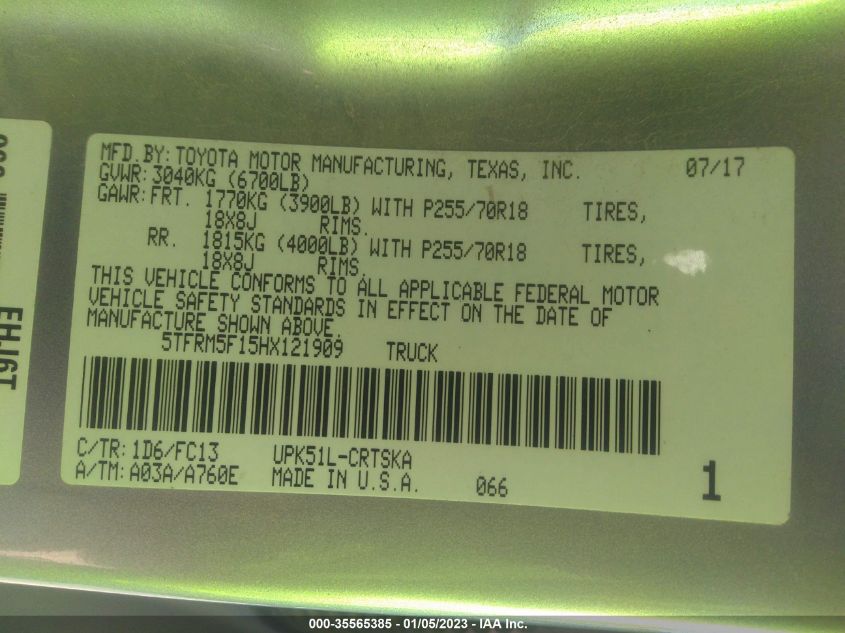 MFD.BY: TOYOTA MOTOR MANUFACTURING, TEXAS, INC. 07/17
GVWR: 3040KG (6700LB)
GAWR: FRT. 1770KG (3900LB) WITH P255/70R18 TIRES,
18X8J RIMS.
RR. 1815KG (4000LB) WITH P255/70R18 TIRES,
18X8J RIMS.
THIS VEHICLE CONFORMS TO ALL APPLICABLE FEDERAL MOTOR
VEHICLE SAFETY STANDARDS IN EFFECT ON THE DATE OF
MANUFACTURE SHOWN ABOVE.
5TFRM5F15HX121909 TRUCK
C/TR: 1D6/FC13 UPK51L-CRTSKA
A/TM: A03A/A760E MADE IN U.S.A. 066 1
000-35565385 - 01/05/2023 - IAA Inc.